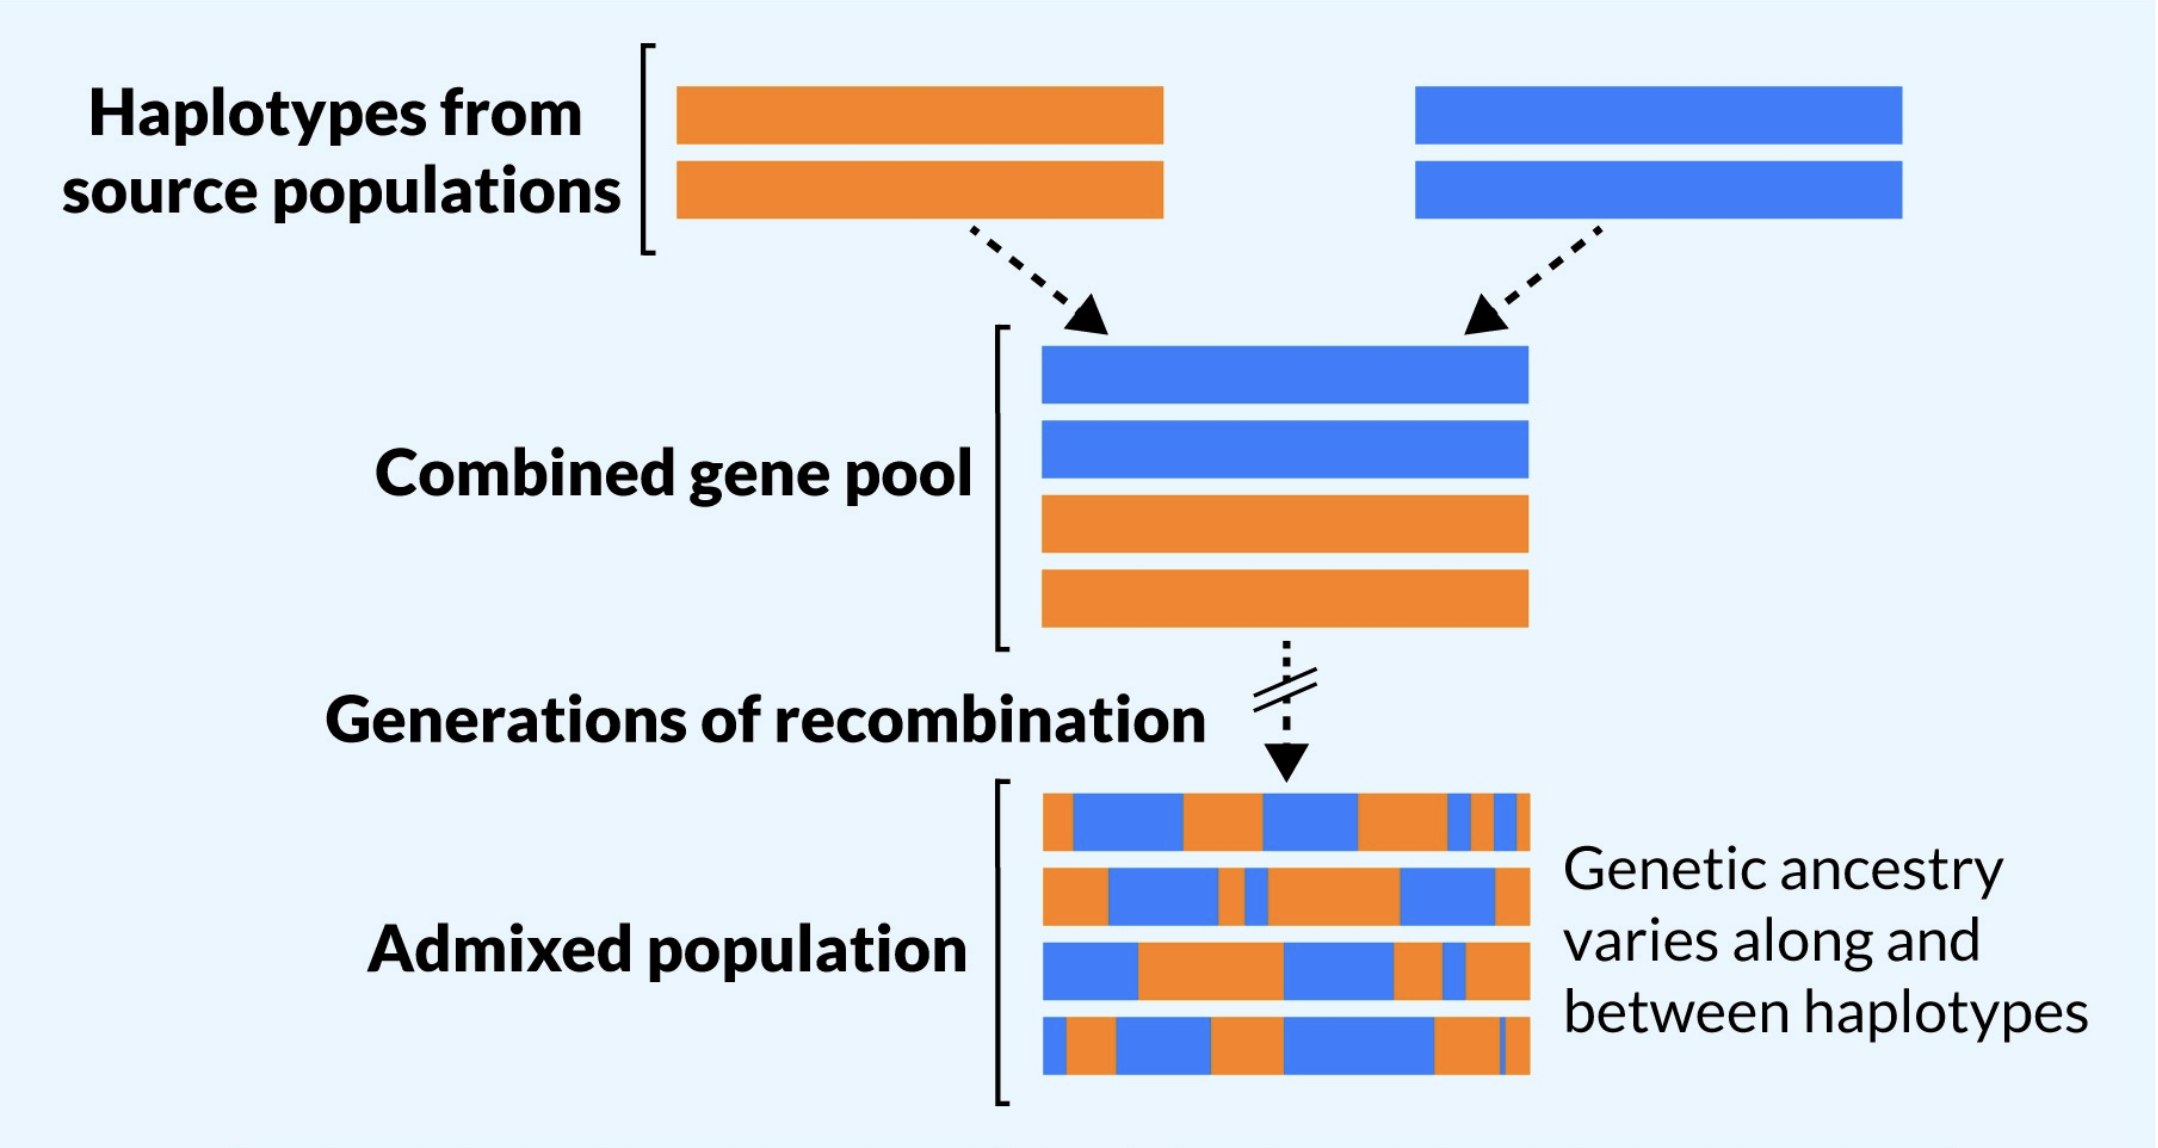 Haplotypes from
source populations
Combined gene pool
Generations of recombination
Admixed population
Genetic ancestry
varies along and
between haplotypes